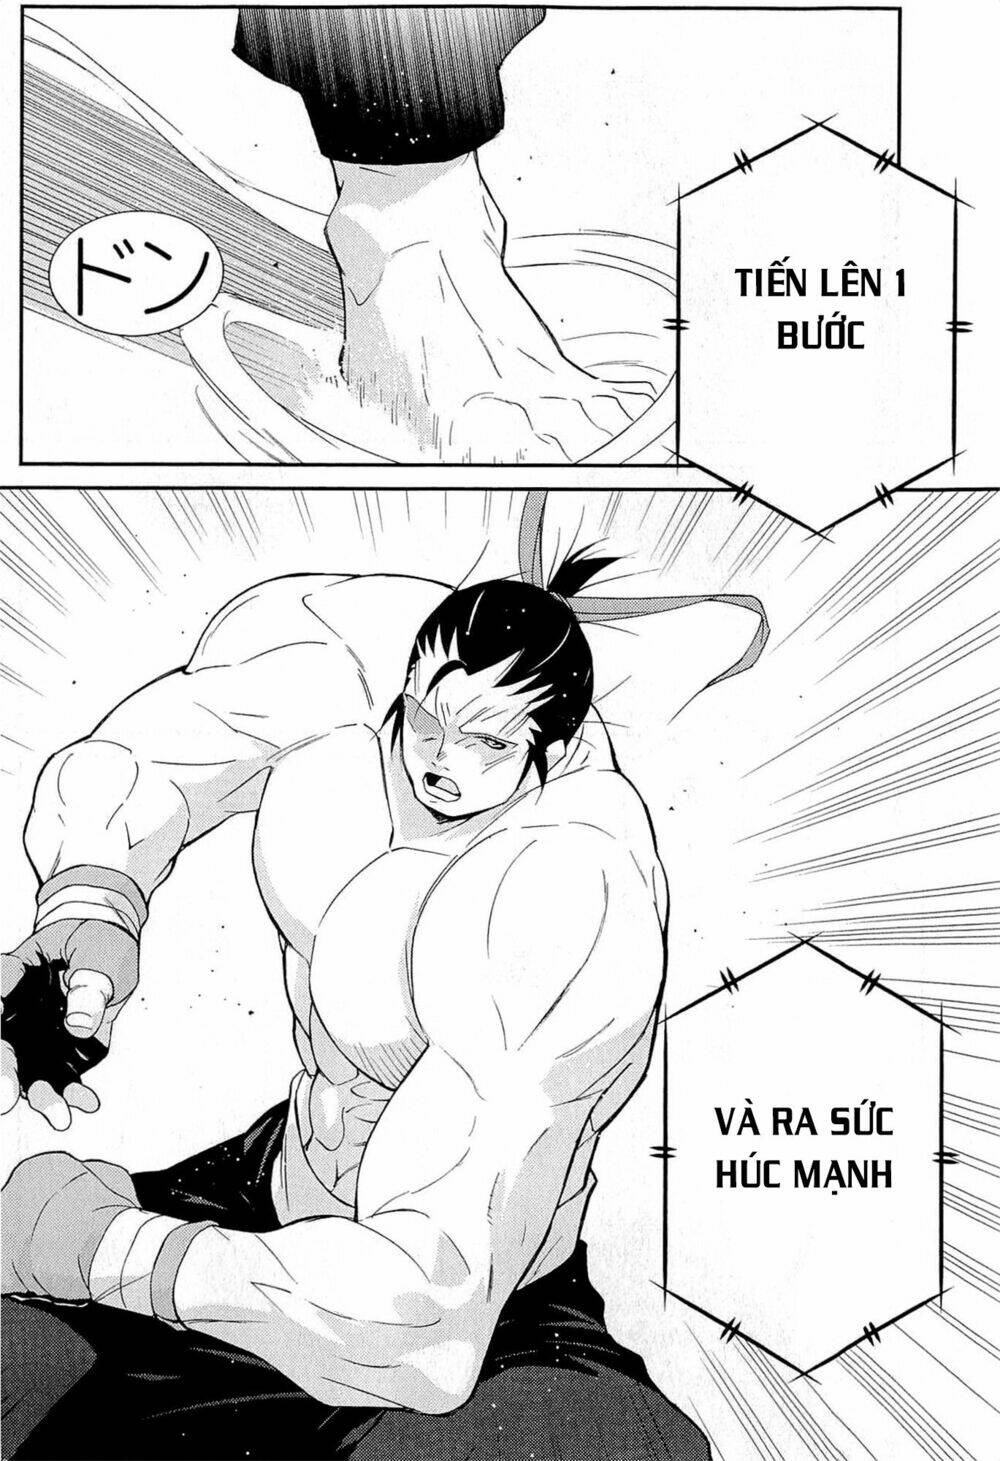 ドン
TIẾN LÊN 1
BƯỚC
VÀ RA SỨC
HÚC MẠNH